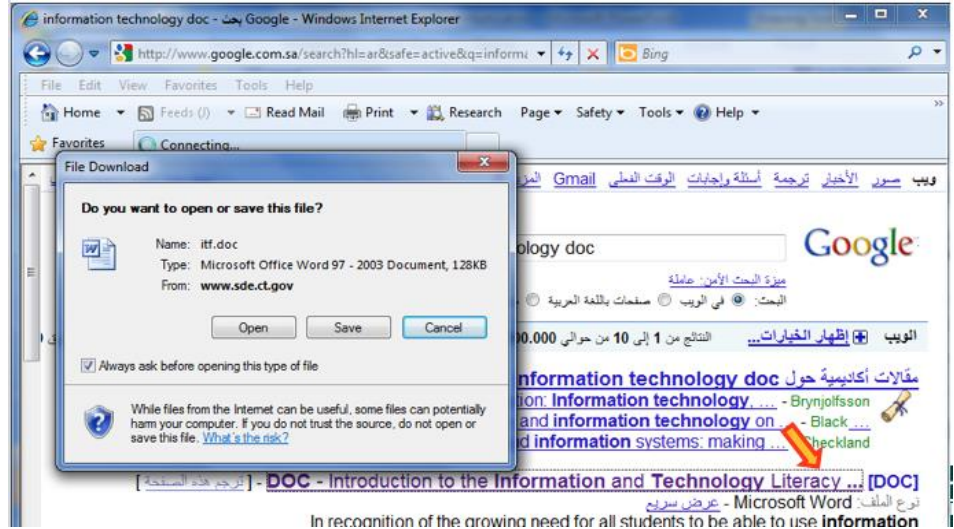 information technology doc - بحث Google - Windows Internet Explorer
http://www.google.com.sa/search?hl=ar&safe=active&q=informa
Bing
File Edit View Favorites Tools Help
Home Feeds (J) Read Mail Print Research Page Safety Tools Help
Favorites Connecting...
ويب صور الأخبار ترجمة أسئلة وإجابات الوقت الفعلي Gmail
File Download
Do you want to open or save this file?
Name: itf.doc
Type: Microsoft Office Word 97 - 2003 Document, 128KB
From: www.sde.ct.gov
Open Save Cancel
Always ask before opening this type of file
While files from the Internet can be useful, some files can potentially
harm your computer. If you do not trust the source, do not open or
save this file. What's the risk?
ology doc
Google
ميزة البحث الآمن: عاملة
البحث: في الويب صفحات باللغة العربية
الويب إظهار الخيارات... النتائج من 1 إلى 10 من حوالي 00.000
مقالات أكاديمية حول nformation technology doc
ion: Information technology, ... - Brynjolfsson
and information technology on ... - Black ...
d information systems: making ... Checkland
[DOC] DOC - Introduction to the Information and Technology Literacy ... - [ترجم هذه الصفحة]
نوع الملف: Microsoft Word - عرض سريع
In recognition of the growing need for all students to be able to use information